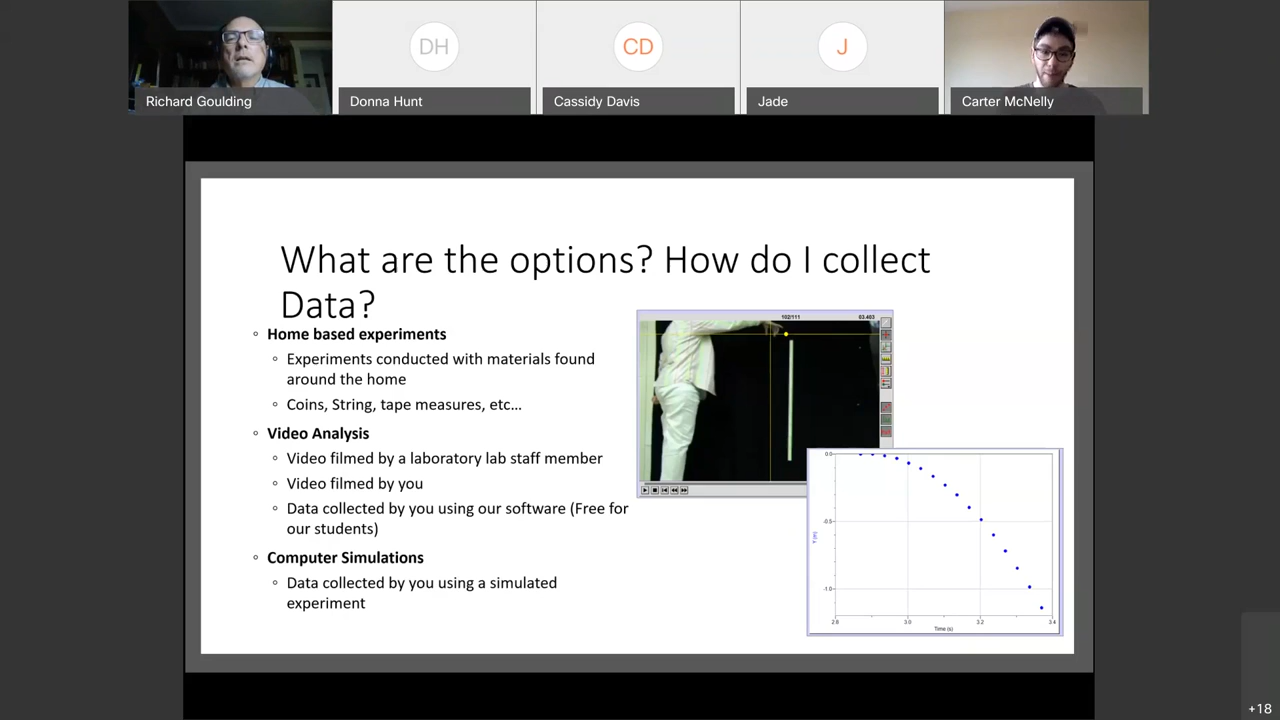 DH
CD
J
Richard Goulding
Donna Hunt
Cassidy Davis
Jade
Carter McNelly
What are the options? How do I collect
Data?
Home based experiments
Experiments conducted with materials found
around the home
Coins, String, tape measures, etc...
Video Analysis
Video filmed by a laboratory lab staff member
Video filmed by you
Data collected by you using our software (Free for
our students)
Computer Simulations
Data collected by you using a simulated
experiment
102/111
03.403
0.0
-0.5
-1.0
Y (m)
2.8
3.0
3.2
3.4
Time (s)
+18